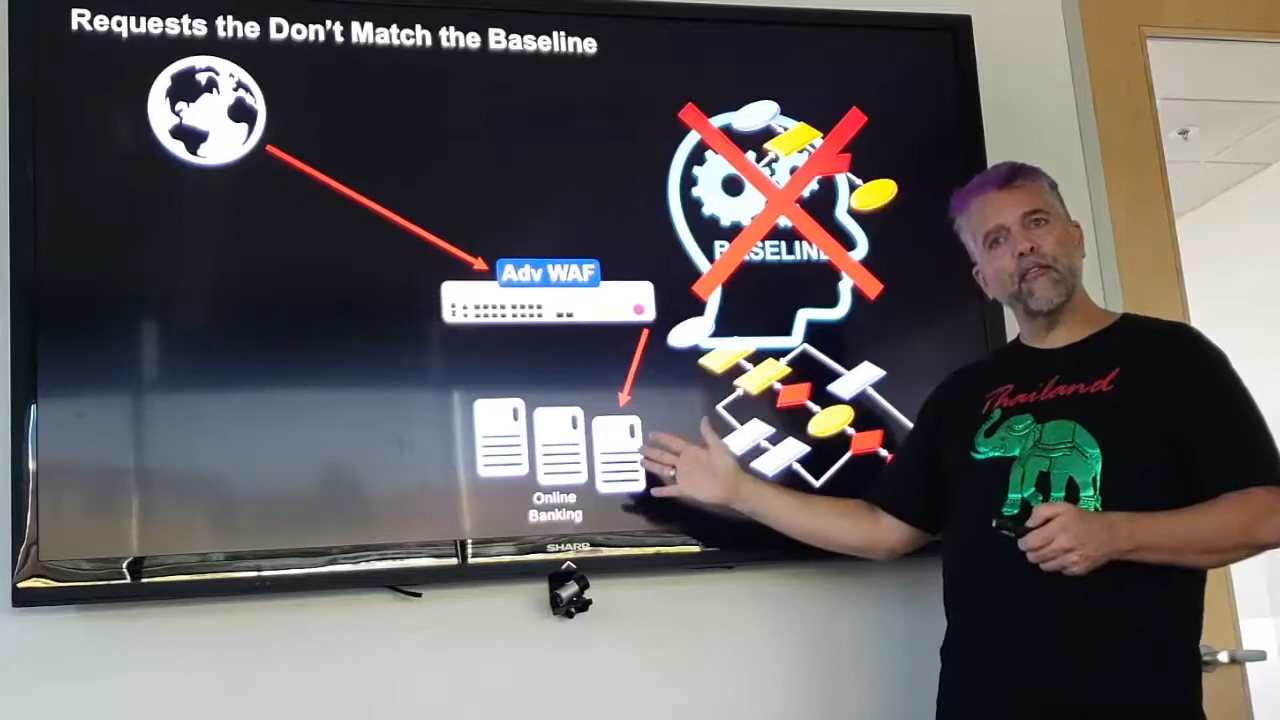 Requests the Don't Match the Baseline
Adv WAF
BASELINE
Online
Banking
SHARP
Thailand